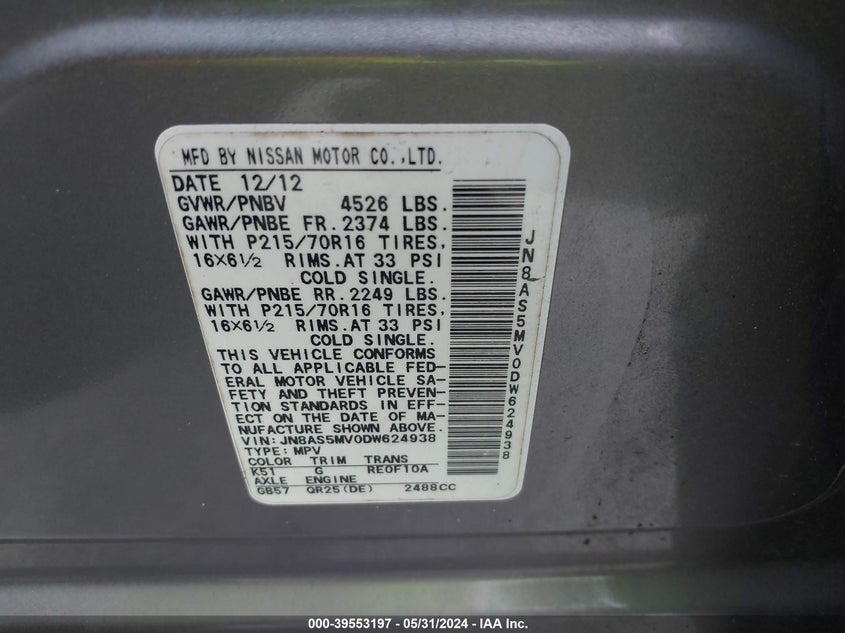 MFD BY NISSAN MOTOR CO.,LTD.
DATE 12/12
GVWR/PNBV 4526 LBS.
GAWR/PNBE FR. 2374 LBS.
WITH P215/70R16 TIRES,
16X6½ RIMS. AT 33 PSI
COLD SINGLE.
GAWR/PNBE RR. 2249 LBS.
WITH P215/70R16 TIRES,
16X6½ RIMS. AT 33 PSI
COLD SINGLE.
THIS VEHICLE CONFORMS
TO ALL APPLICABLE FED-
ERAL MOTOR VEHICLE SA-
FETY AND THEFT PREVEN-
TION STANDARDS IN EFF-
ECT ON THE DATE OF MA-
NUFACTURE SHOWN ABOVE.
VIN: JN8AS5MV0DW624938
TYPE: MPV
COLOR TRIM TRANS
K51 G RE0F10A
AXLE ENGINE
GB57 QR25(DE) 2488CC
JN8AS5MV0DW624938
000-39553197 - 05/31/2024 - IAA Inc.